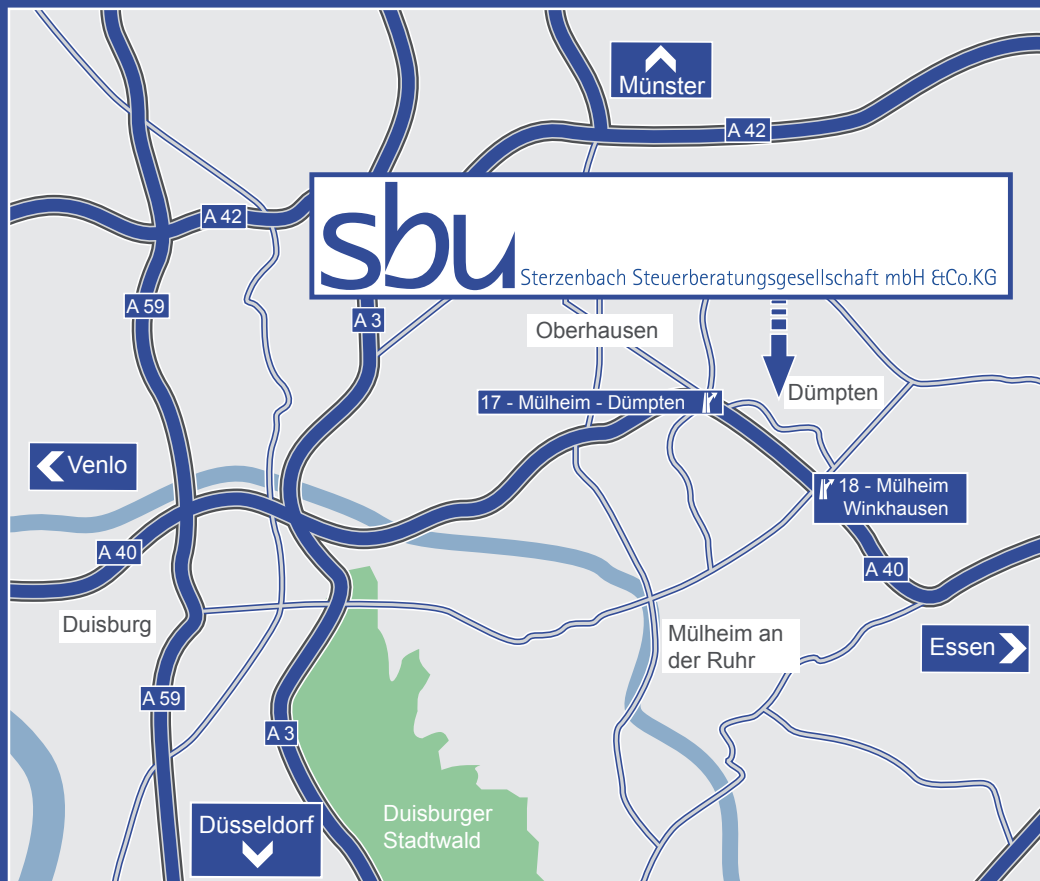 Münster
A 42
A 42
sbu
Sterzenbach Steuerberatungsgesellschaft mbH &Co.KG
A 59
A 3
Oberhausen
17 - Mülheim - Dümpten
Dümpten
Venlo
18 - Mülheim
Winkhausen
A 40
A 40
Duisburg
Mülheim an
der Ruhr
Essen
A 59
A 3
Düsseldorf
Duisburger
Stadtwald